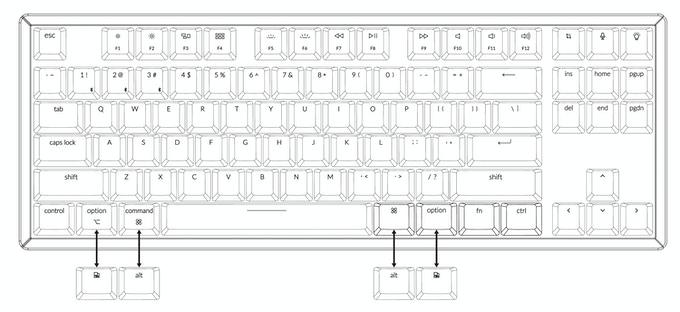 esc F1 F2 F3 F4 F5 F6 F7 F8 F9 F10 F11 F12
~ - 1 ! 2 @ 3 # 4 $ 5 % 6 ^ 7 & 8 * 9 ( 0 ) - - = + ins home pgup
tab Q W E R T Y U I O P [ { ] } \ | del end pgdn
caps lock A S D F G H J K L ; :
shift Z X C V B N M , < . > / ? shift
control option command option fn ctrl
alt alt